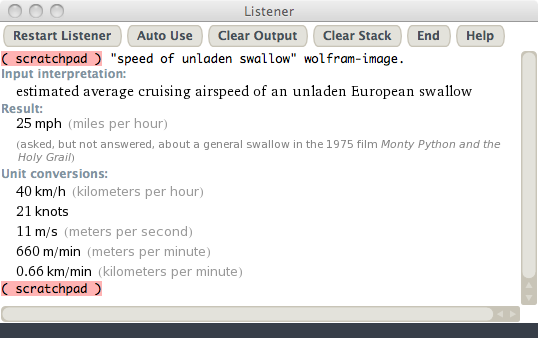 Listener
Restart Listener Auto Use Clear Output Clear Stack End Help
( scratchpad ) "speed of unladen swallow" wolfram-image.
Input interpretation:
estimated average cruising airspeed of an unladen European swallow
Result:
25 mph (miles per hour)
(asked, but not answered, about a general swallow in the 1975 film Monty Python and the
Holy Grail)
Unit conversions:
40 km/h (kilometers per hour)
21 knots
11 m/s (meters per second)
660 m/min (meters per minute)
0.66 km/min (kilometers per minute)
( scratchpad )